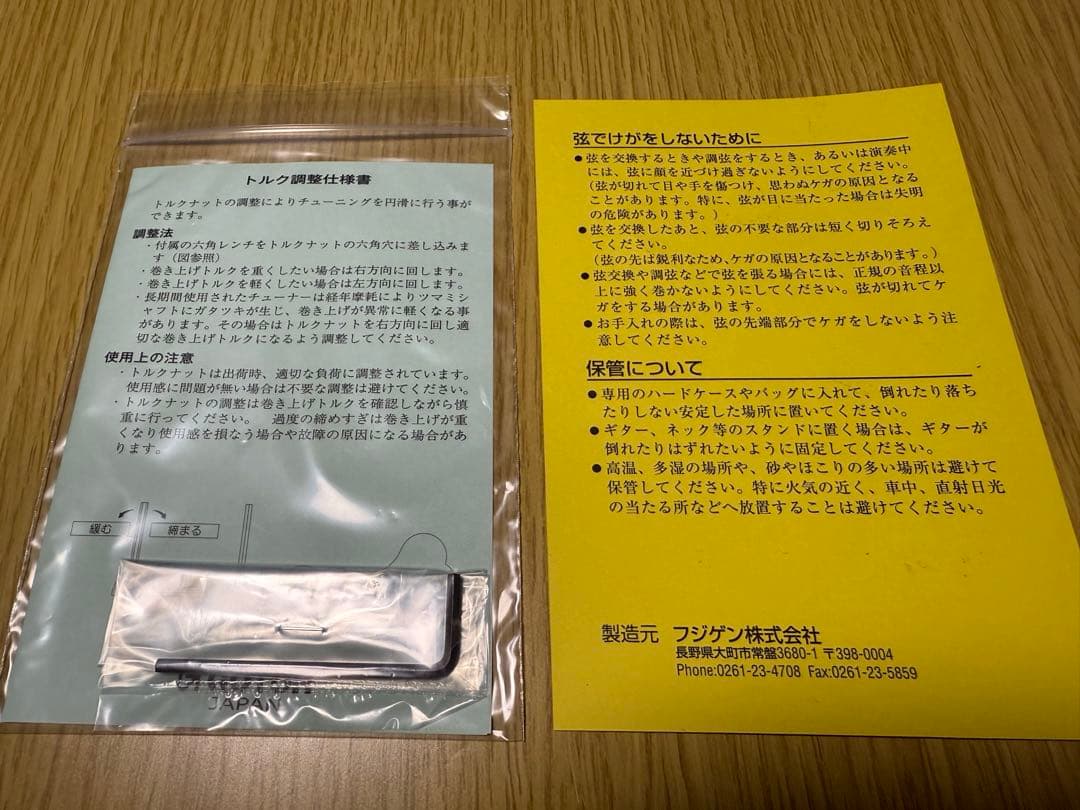 トルク調整仕様書
トルクナットの調整によりチューニングを円滑に行う事が
できます。
調整法
・付属の六角レンチをトルクナットの六角穴に差し込みま
す（図参照）
・巻き上げトルクを重くしたい場合は右方向に回します。
・巻き上げトルクを軽くしたい場合は左方向に回します。
・長期間使用されたチューナーは経年摩耗によりツマミシ
ャフトにガタツキが生じ、巻き上げが異常に軽くなる事
があります。その場合はトルクナットを右方向に回し適
切な巻き上げトルクになるよう調整してください。
使用上の注意
・トルクナットは出荷時、適切な負荷に調整されています。
使用感に問題が無い場合は不要な調整は避けてください。
・トルクナットの調整は巻き上げトルクを確認しながら慎
重に行ってください。　過度の締めすぎは巻き上げが重
くなり使用感を損なう場合や故障の原因になる場合があ
ります。
緩む 締まる
JAPAN
弦でけがをしないために
●弦を交換するときや調弦をするとき、あるいは演奏中
には、弦に顔を近づけ過ぎないようにしてください。
（弦が切れて目や手を傷つけ、思わぬケガの原因となる
ことがあります。特に、弦が目に当たった場合は失明
の危険があります。）
●弦を交換したあと、弦の不要な部分は短く切りそろえ
てください。
（弦の先は鋭利なため、ケガの原因となることがあります。）
●弦交換や調弦などで弦を張る場合には、正規の音程以
上に強く巻かないようにしてください。弦が切れてケ
ガをする場合があります。
●お手入れの際は、弦の先端部分でケガをしないよう注
意してください。
保管について
●専用のハードケースやバッグに入れて、倒れたり落ち
たりしない安定した場所に置いてください。
●ギター、ネック等のスタンドに置く場合は、ギターが
倒れたりはずれたいように固定してください。
●高温、多湿の場所や、砂やほこりの多い場所は避けて
保管してください。特に火気の近く、車中、直射日光
の当たる所などへ放置することは避けてください。
製造元 フジゲン株式会社
長野県大町市常盤3680-1 〒398-0004
Phone:0261-23-4708 Fax:0261-23-5859